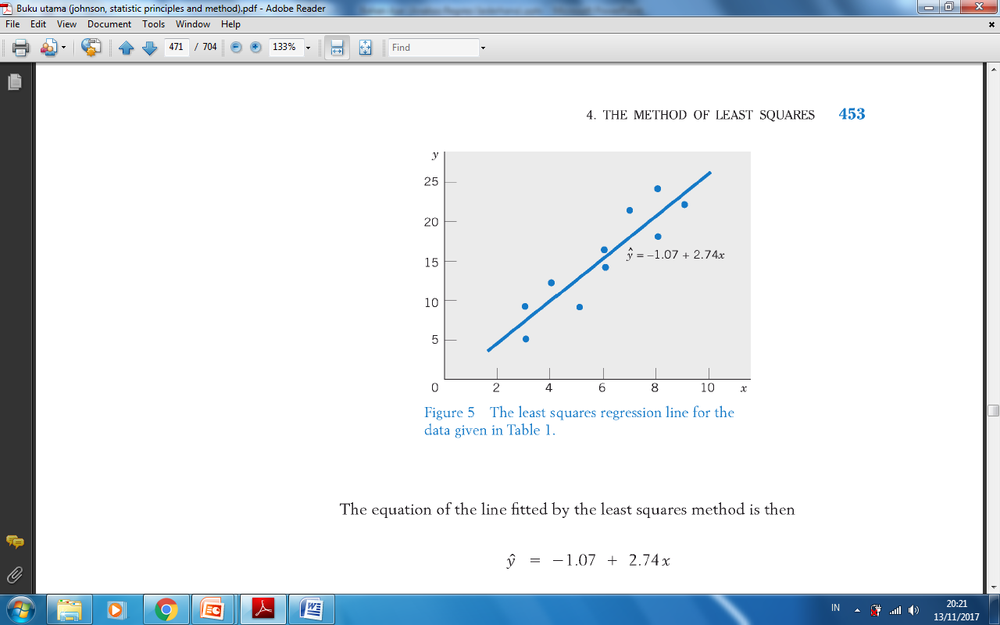 Buku utama (johnson, statistic principles and method).pdf - Adobe Reader
File Edit View Document Tools Window Help
471 / 704 133% Find
4. THE METHOD OF LEAST SQUARES 453
y
25
20
15
10
5
0 2 4 6 8 10 x
ŷ = −1.07 + 2.74x
Figure 5 The least squares regression line for the
data given in Table 1.
The equation of the line fitted by the least squares method is then
ŷ = −1.07 + 2.74x
IN
20:21
13/11/2017